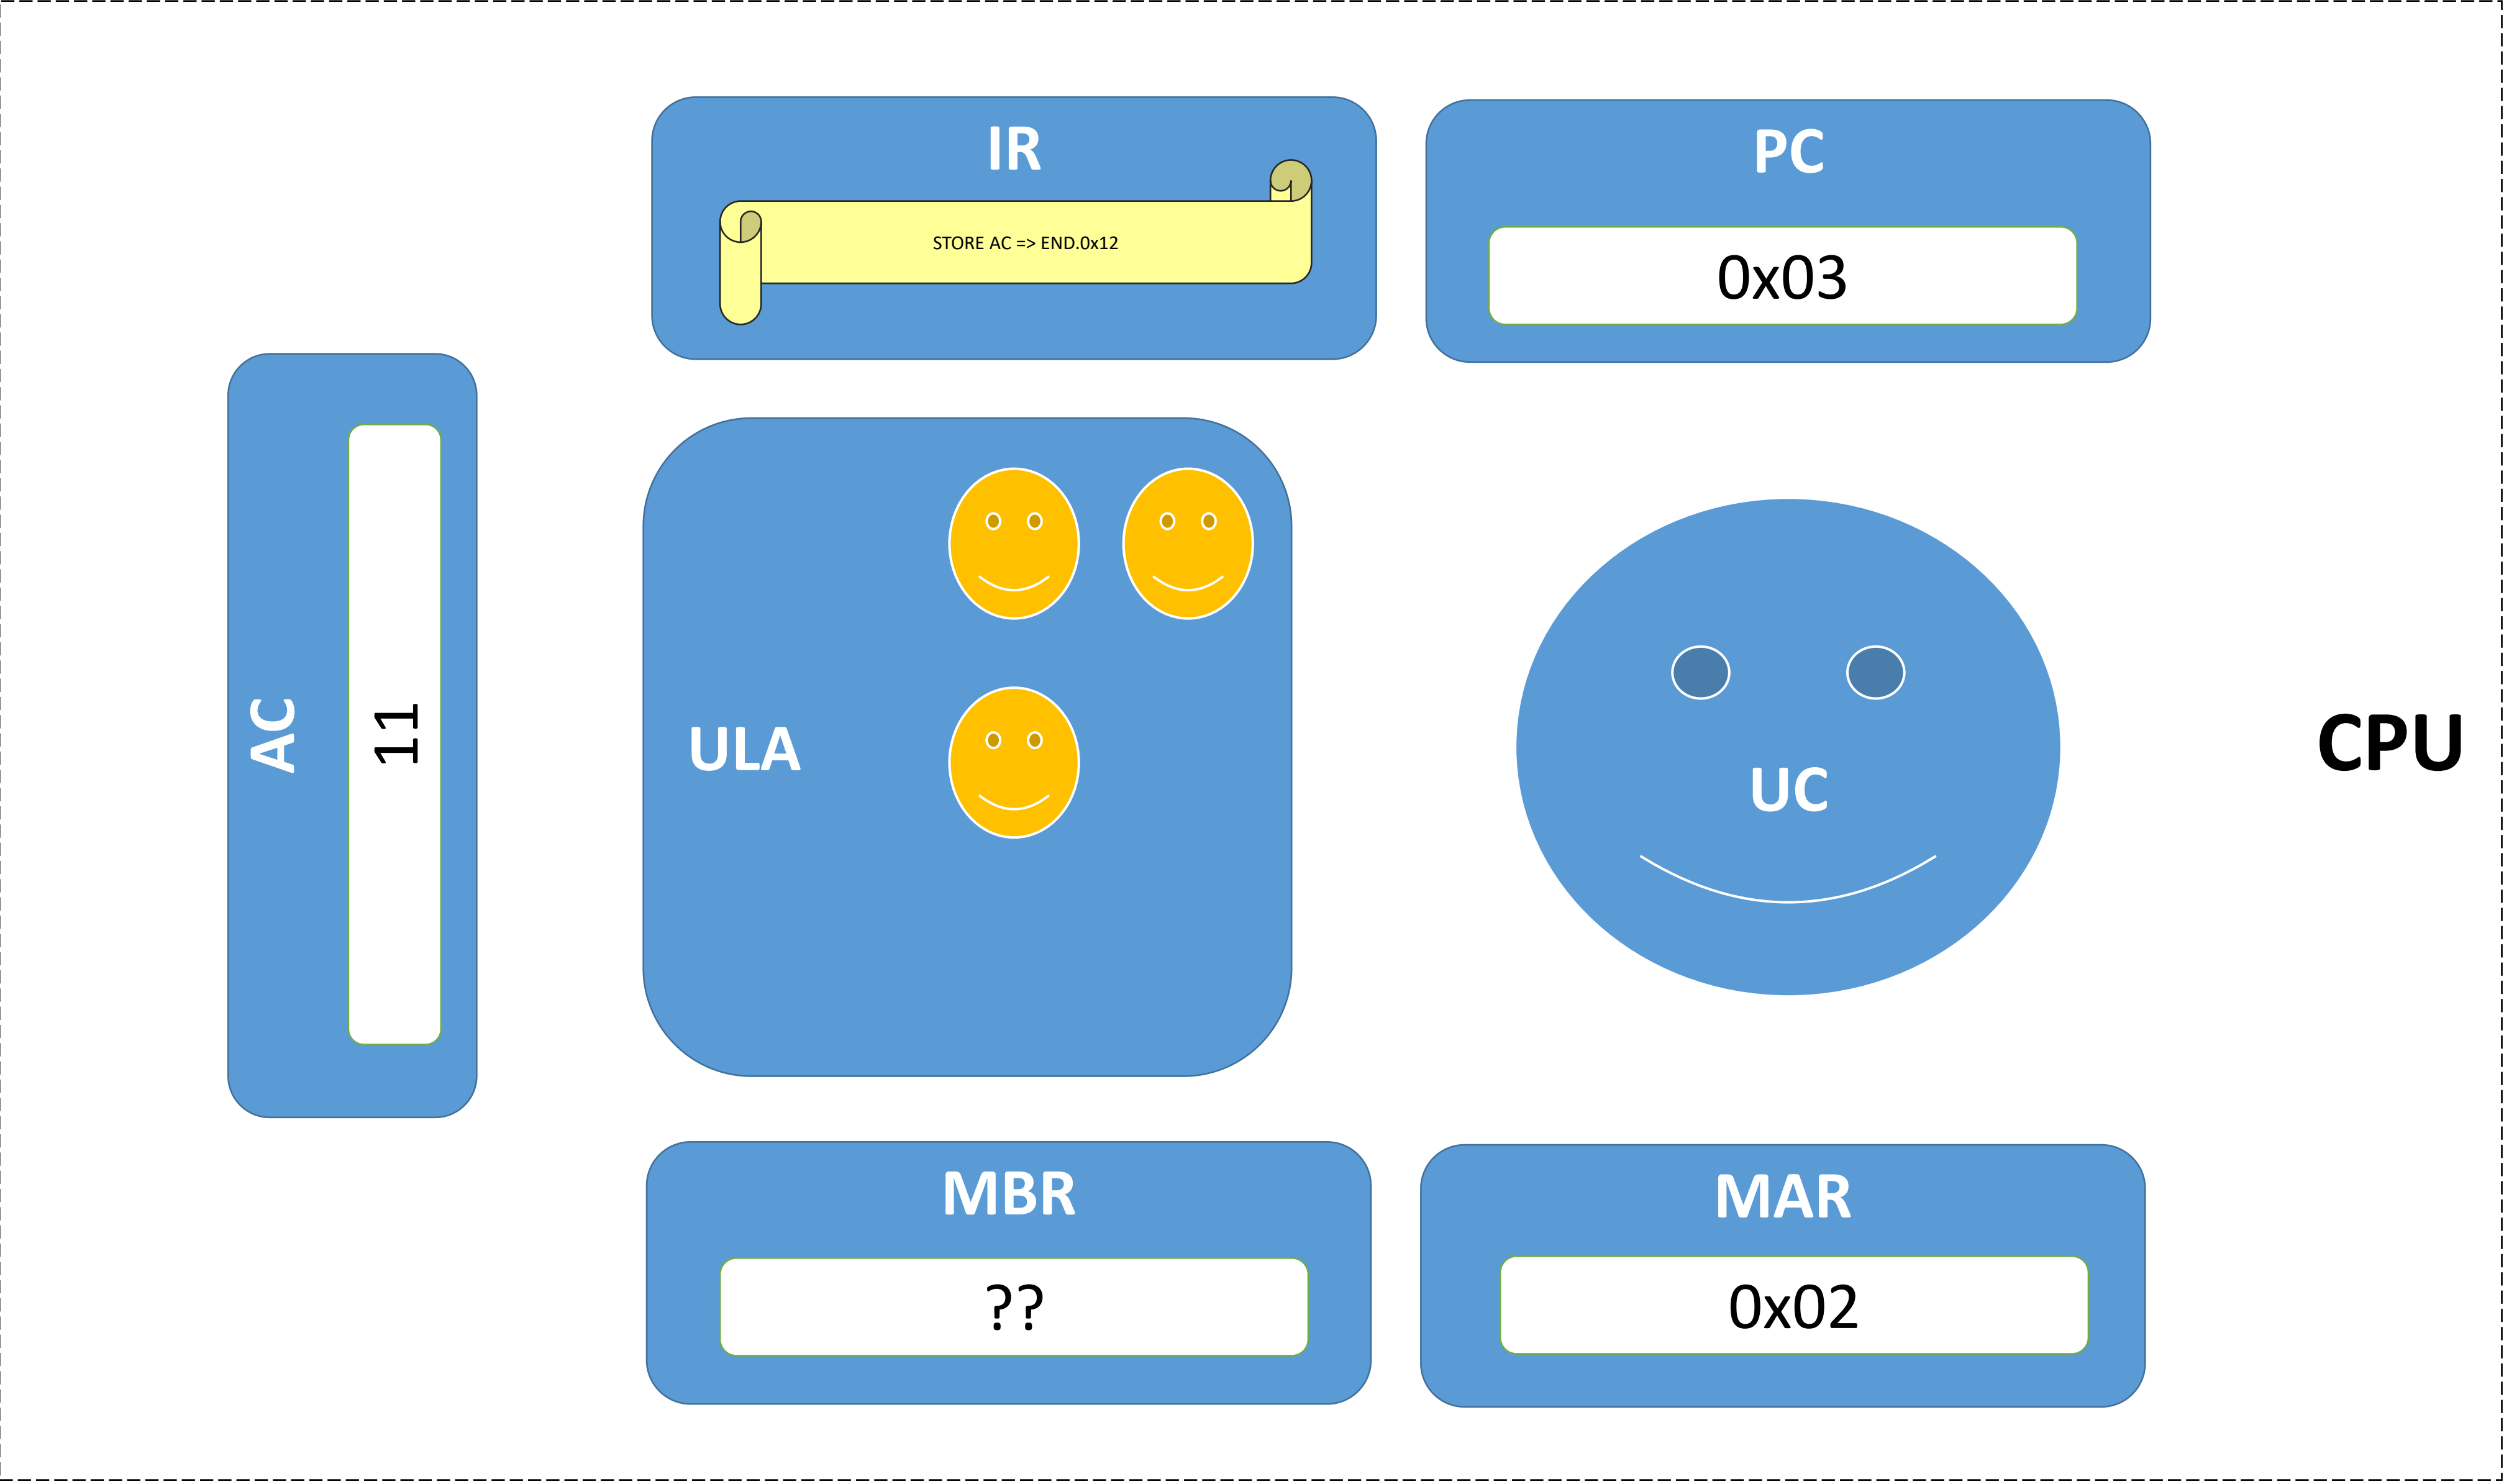 IR
STORE AC => END.0x12
PC
0x03
AC
11
ULA
UC
CPU
MBR
??
MAR
0x02